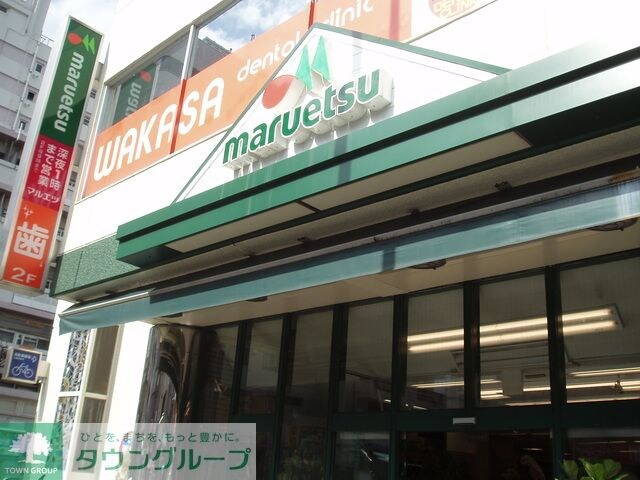 maruetsu
深夜1時
まで営業
マルエツ
歯
2F
WAKASA
dental clinic
maruetsu
TOWN GROUP
ひとを、まちを、もっと豊かに。
タウングループ